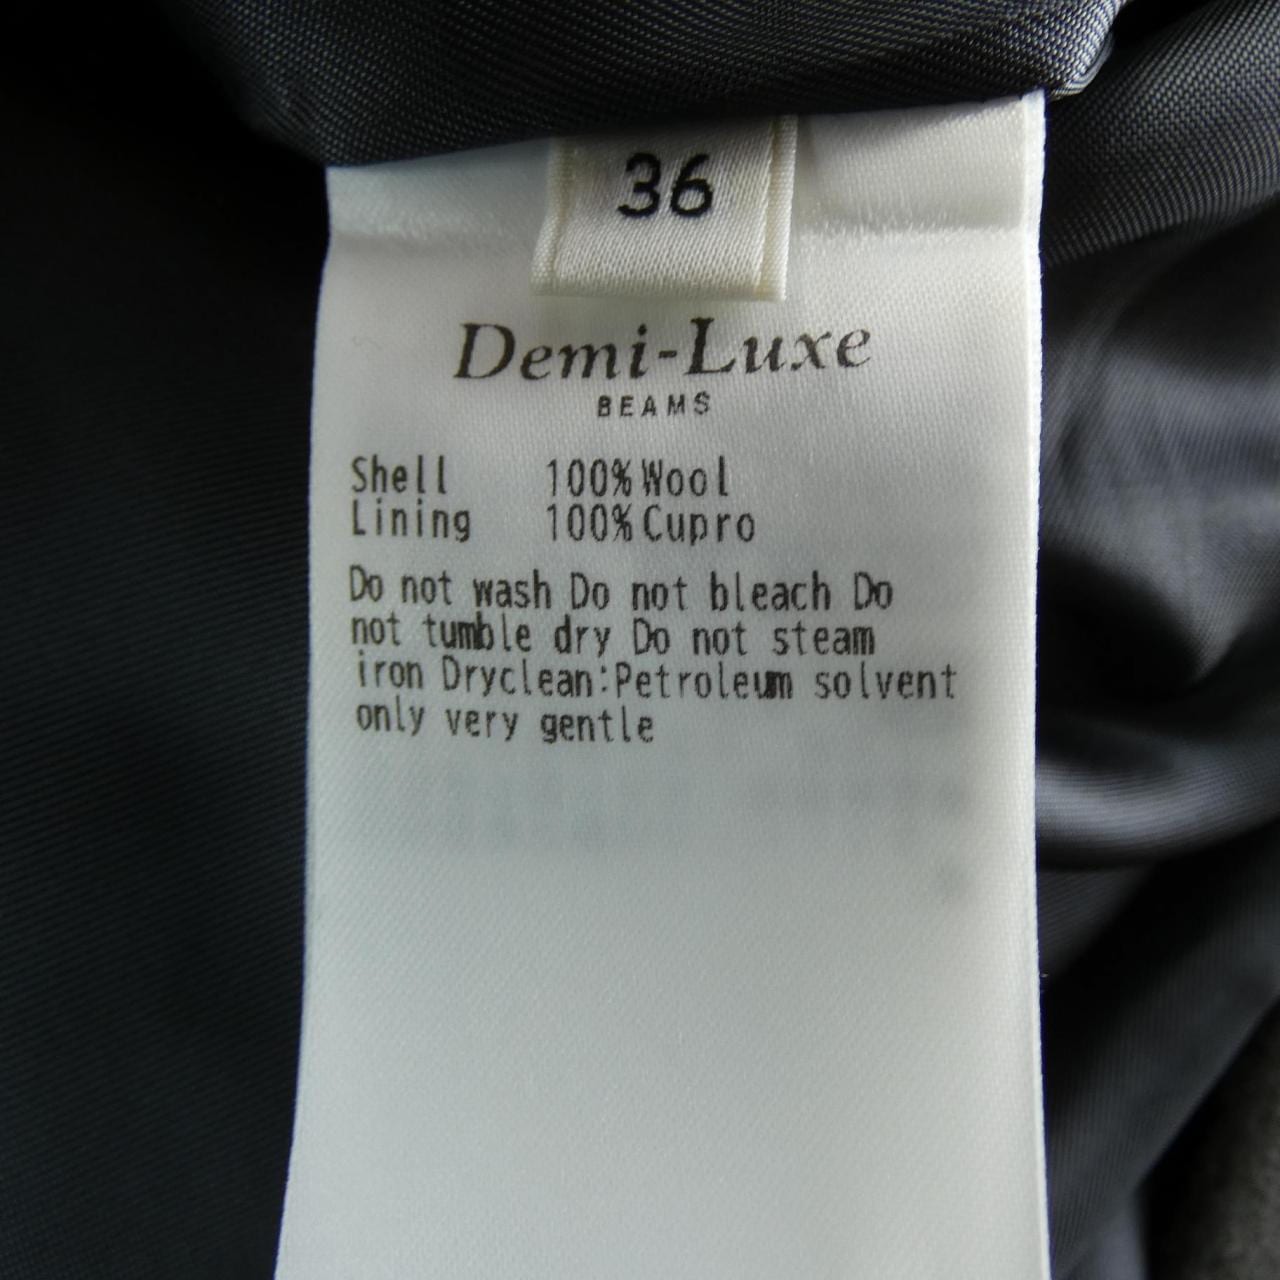 36
Demi-Luxe
BEAMS
Shell 100%Wool
Lining 100%Cupro
Do not wash Do not bleach Do
not tumble dry Do not steam
iron Dryclean:Petroleum solvent
only very gentle